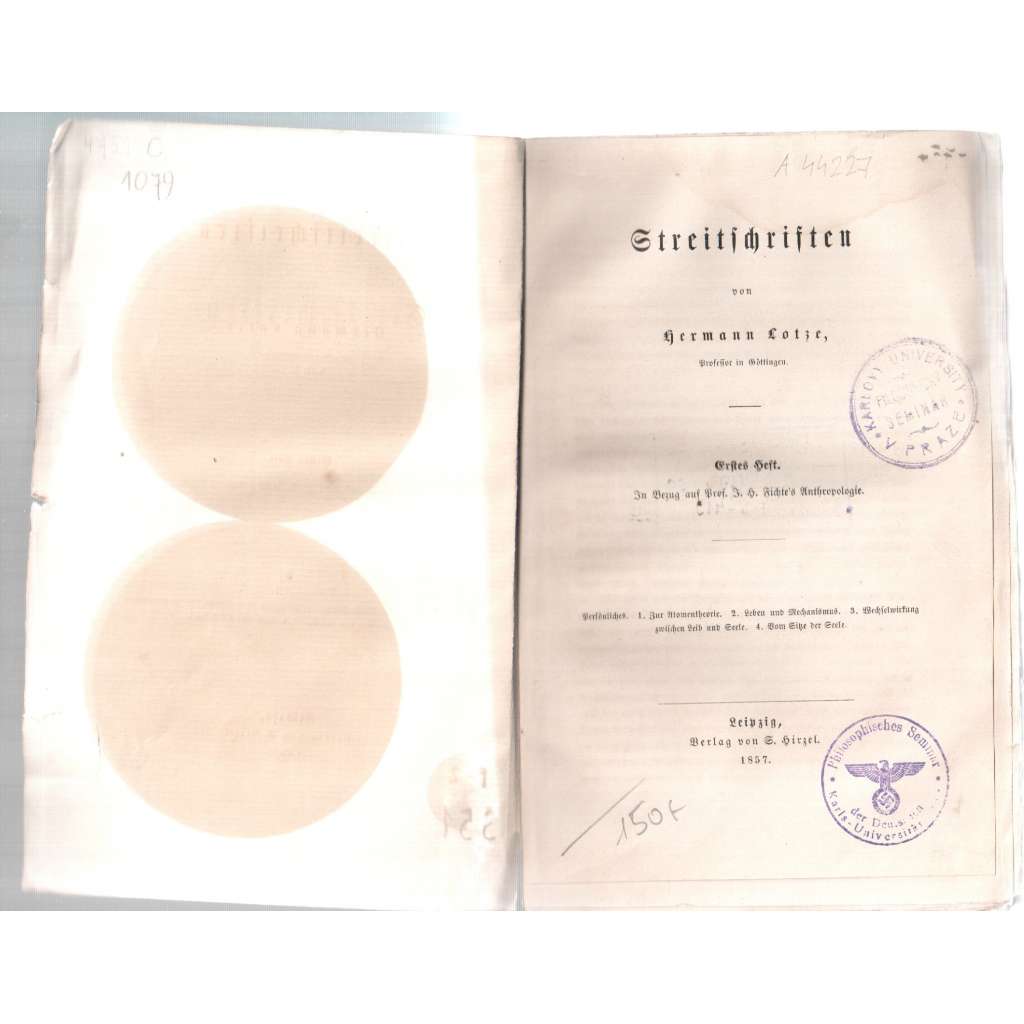 C
1079
A 44227
Streitſchriften
von
Hermann Lotze,
Profeſſor in Göttingen.
Erſtes Heft.
In Bezug auf Prof. J. H. Fichte's Anthropologie.
Perſönliches. 1. Zur Atomentheorie. 2. Leben und Mechanismus. 3. Wechſelwirkung
zwiſchen Leib und Seele. 4. Vom Sitze der Seele.
Leipzig,
Verlag von S. Hirzel.
1857.
150
KARLOVY UNIVERSITY
SEMINÁŘ
V PRAZE
Philosophisches Seminar
der Deutschen
Karls-Universität